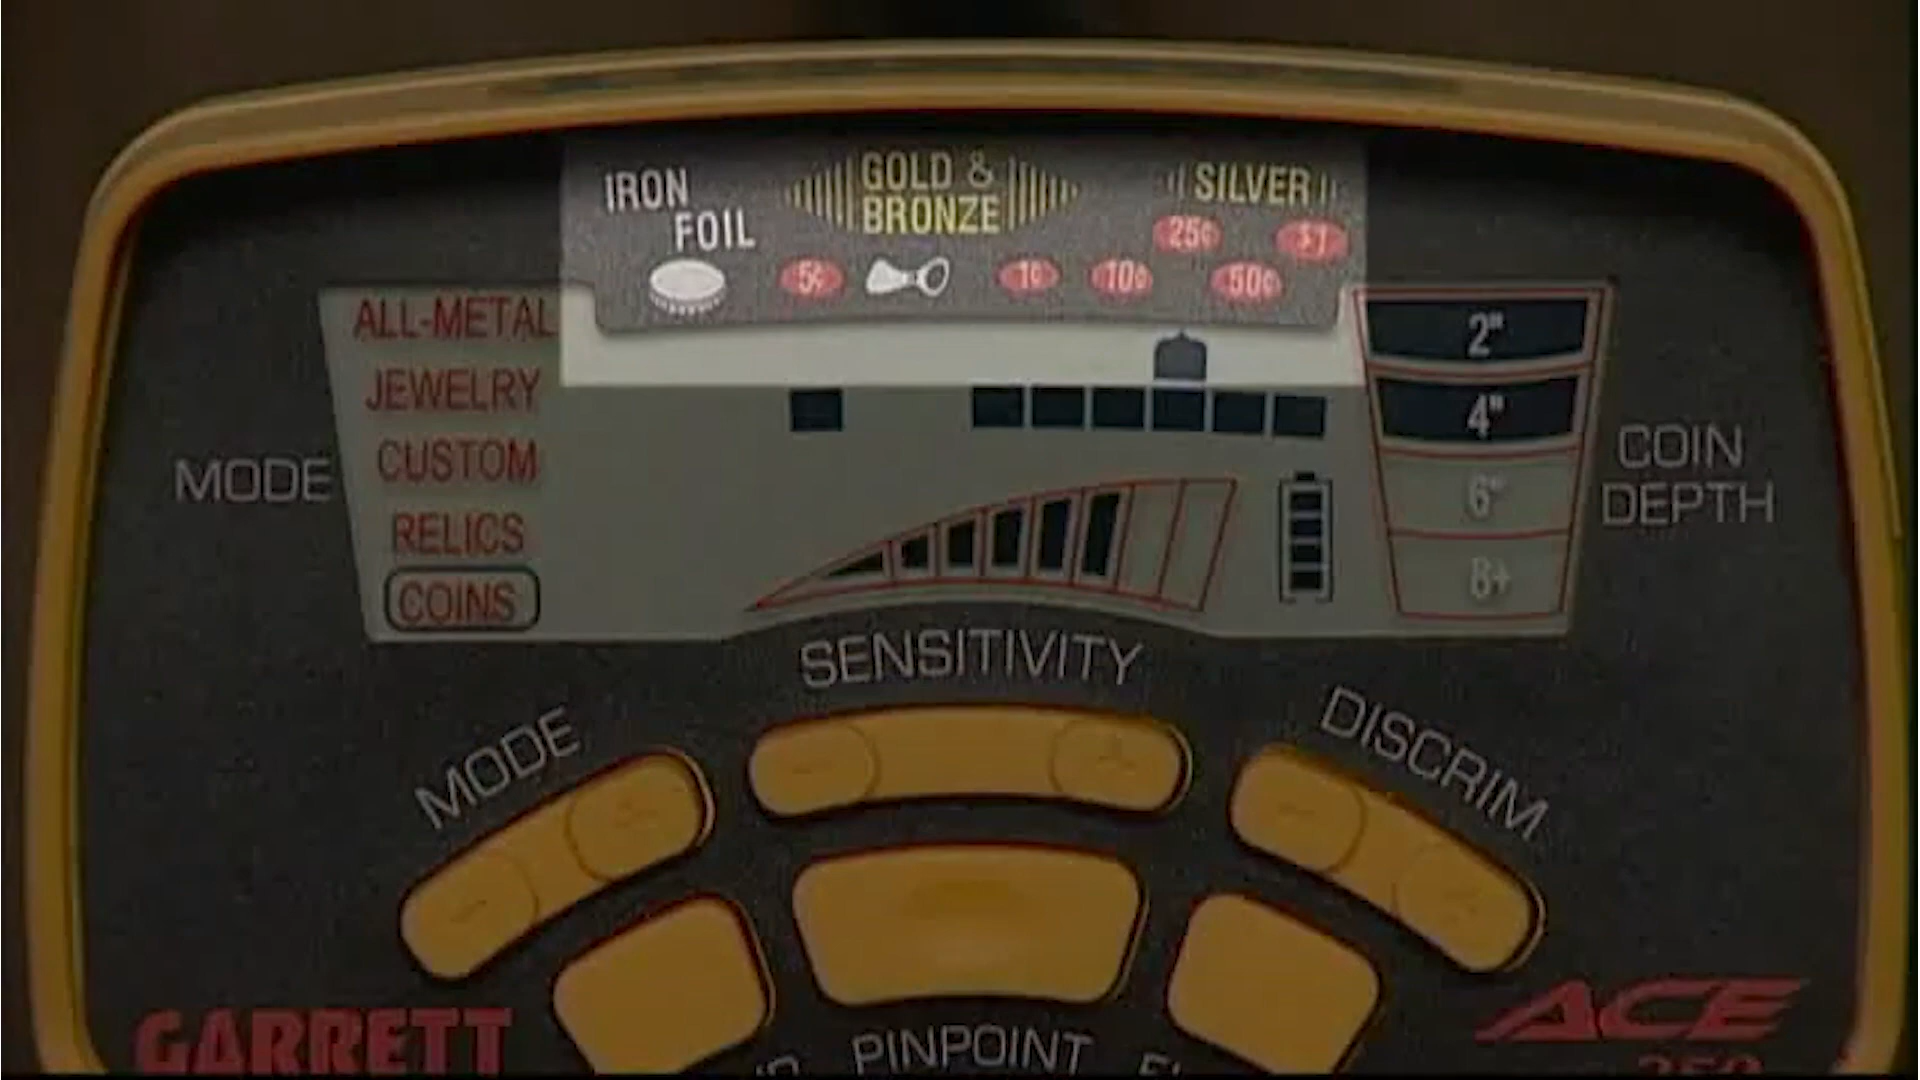 IRON
FOIL
GOLD &
BRONZE
SILVER
25¢
$1
5¢
1¢
10¢
50¢
ALL-METAL
JEWELRY
CUSTOM
RELICS
COINS
MODE
2"
4"
6"
8+
COIN
DEPTH
SENSITIVITY
MODE
DISCRIM
- +
- +
- +
PINPOINT
GARRETT
ACE